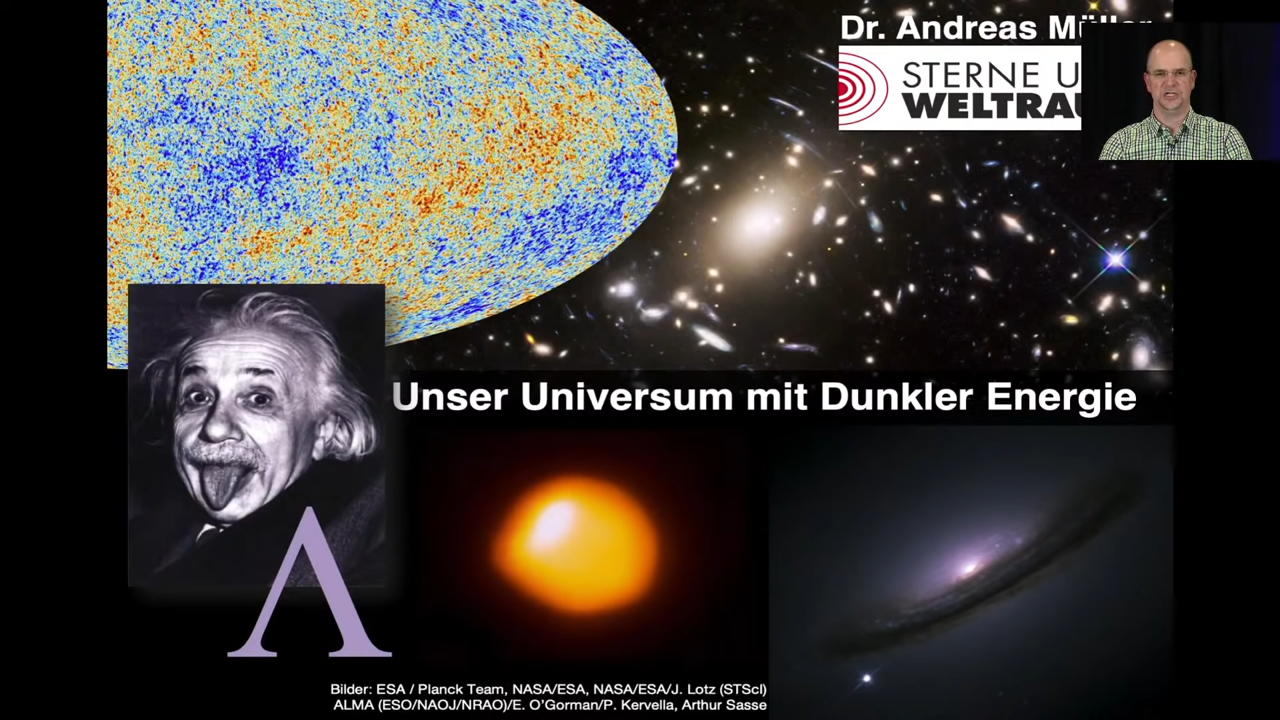 Dr. Andreas Müller
STERNE U
WELTRAU
Unser Universum mit Dunkler Energie
Λ
Bilder: ESA / Planck Team, NASA/ESA, NASA/ESA/J. Lotz (STScI)
ALMA (ESO/NAOJ/NRAO)/E. O’Gorman/P. Kervella, Arthur Sasse